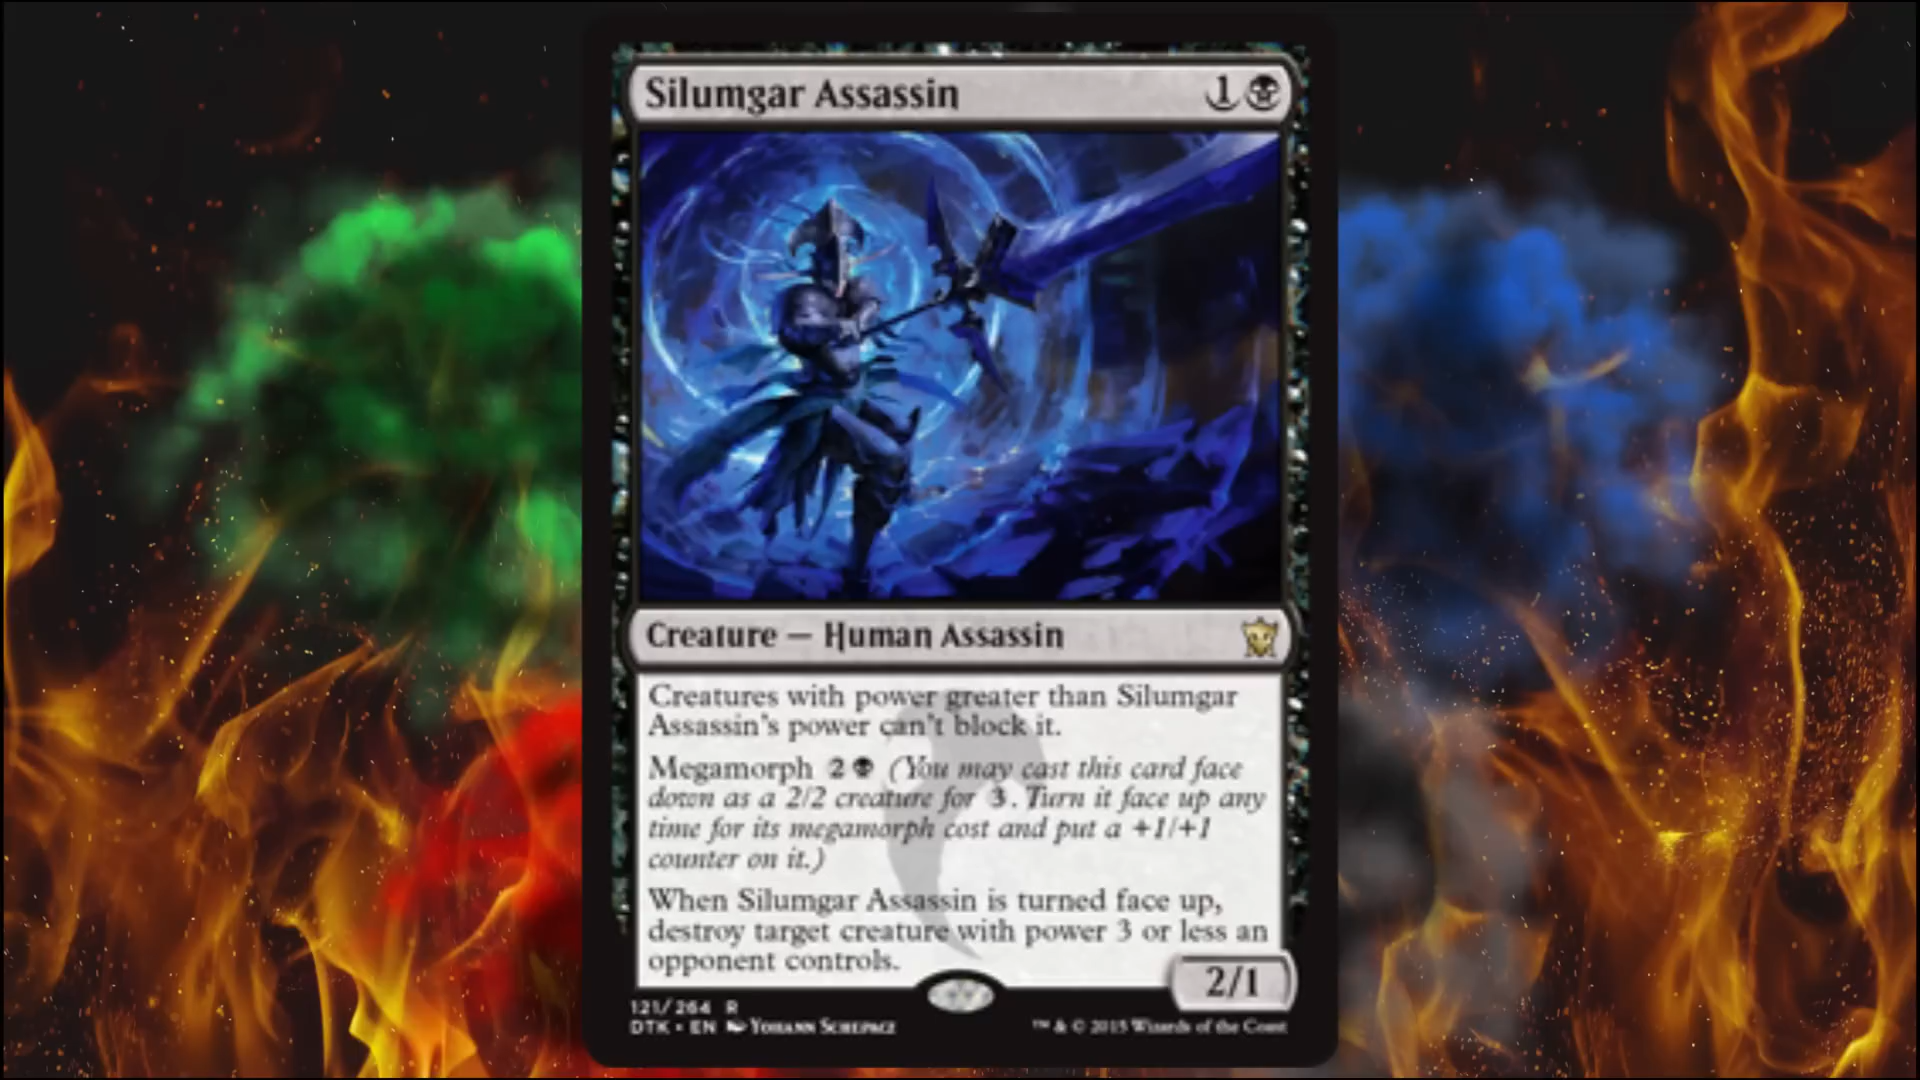 Silumgar Assassin 1
Creature — Human Assassin
Creatures with power greater than Silumgar
Assassin's power can't block it.
Megamorph 2 (You may cast this card face
down as a 2/2 creature for 3. Turn it face up any
time for its megamorph cost and put a +1/+1
counter on it.)
When Silumgar Assassin is turned face up,
destroy target creature with power 3 or less an
opponent controls.
2/1
121/264 R
DTK • EN Yohann Schepacz
™ & © 2015 Wizards of the Coast